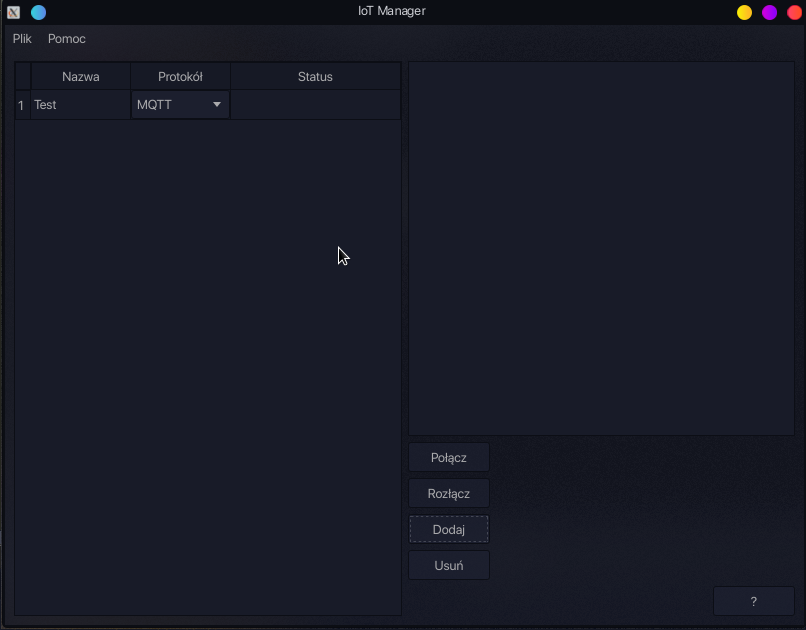 IoT Manager
Plik Pomoc
Nazwa Protokół Status
1 Test MQTT
Połącz
Rozłącz
Dodaj
Usuń
?